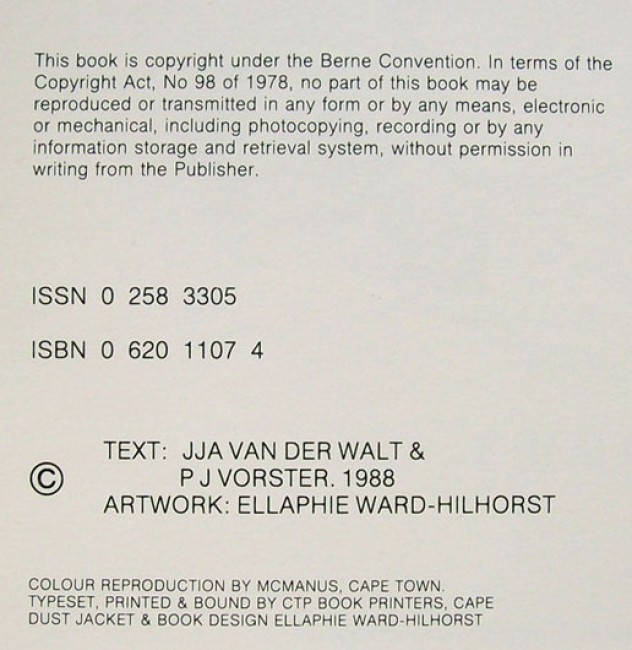 This book is copyright under the Berne Convention. In terms of the
Copyright Act, No 98 of 1978, no part of this book may be
reproduced or transmitted in any form or by any means, electronic
or mechanical, including photocopying, recording or by any
information storage and retrieval system, without permission in
writing from the Publisher.
ISSN 0 258 3305
ISBN 0 620 1107 4
© TEXT: JJA VAN DER WALT &
P J VORSTER. 1988
ARTWORK: ELLAPHIE WARD-HILHORST
COLOUR REPRODUCTION BY MCMANUS, CAPE TOWN.
TYPESET, PRINTED & BOUND BY CTP BOOK PRINTERS, CAPE
DUST JACKET & BOOK DESIGN ELLAPHIE WARD-HILHORST